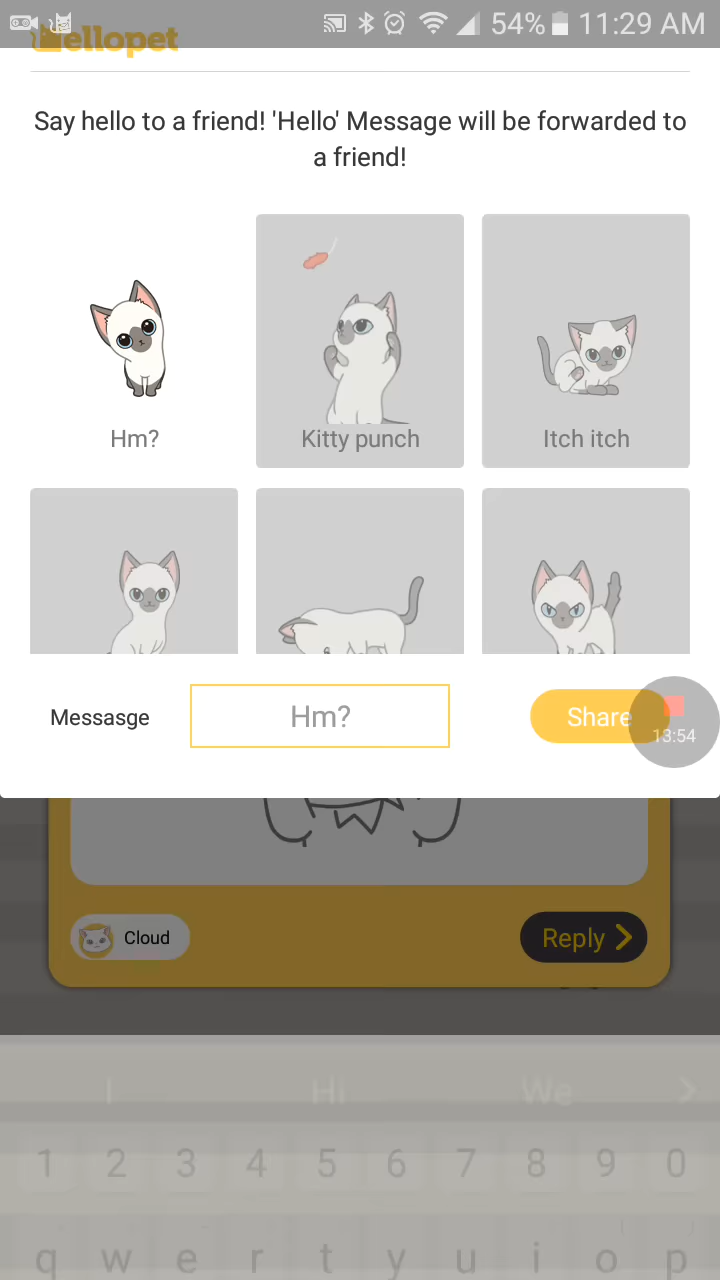 54% 11:29 AM
Hellopet
Say hello to a friend! 'Hello' Message will be forwarded to
a friend!
Hm?
Kitty punch
Itch itch
Messasge
Hm?
Share
13:54
Cloud
Reply
I
Hi
We
1 2 3 4 5 6 7 8 9 0
q w e r t y u i o p